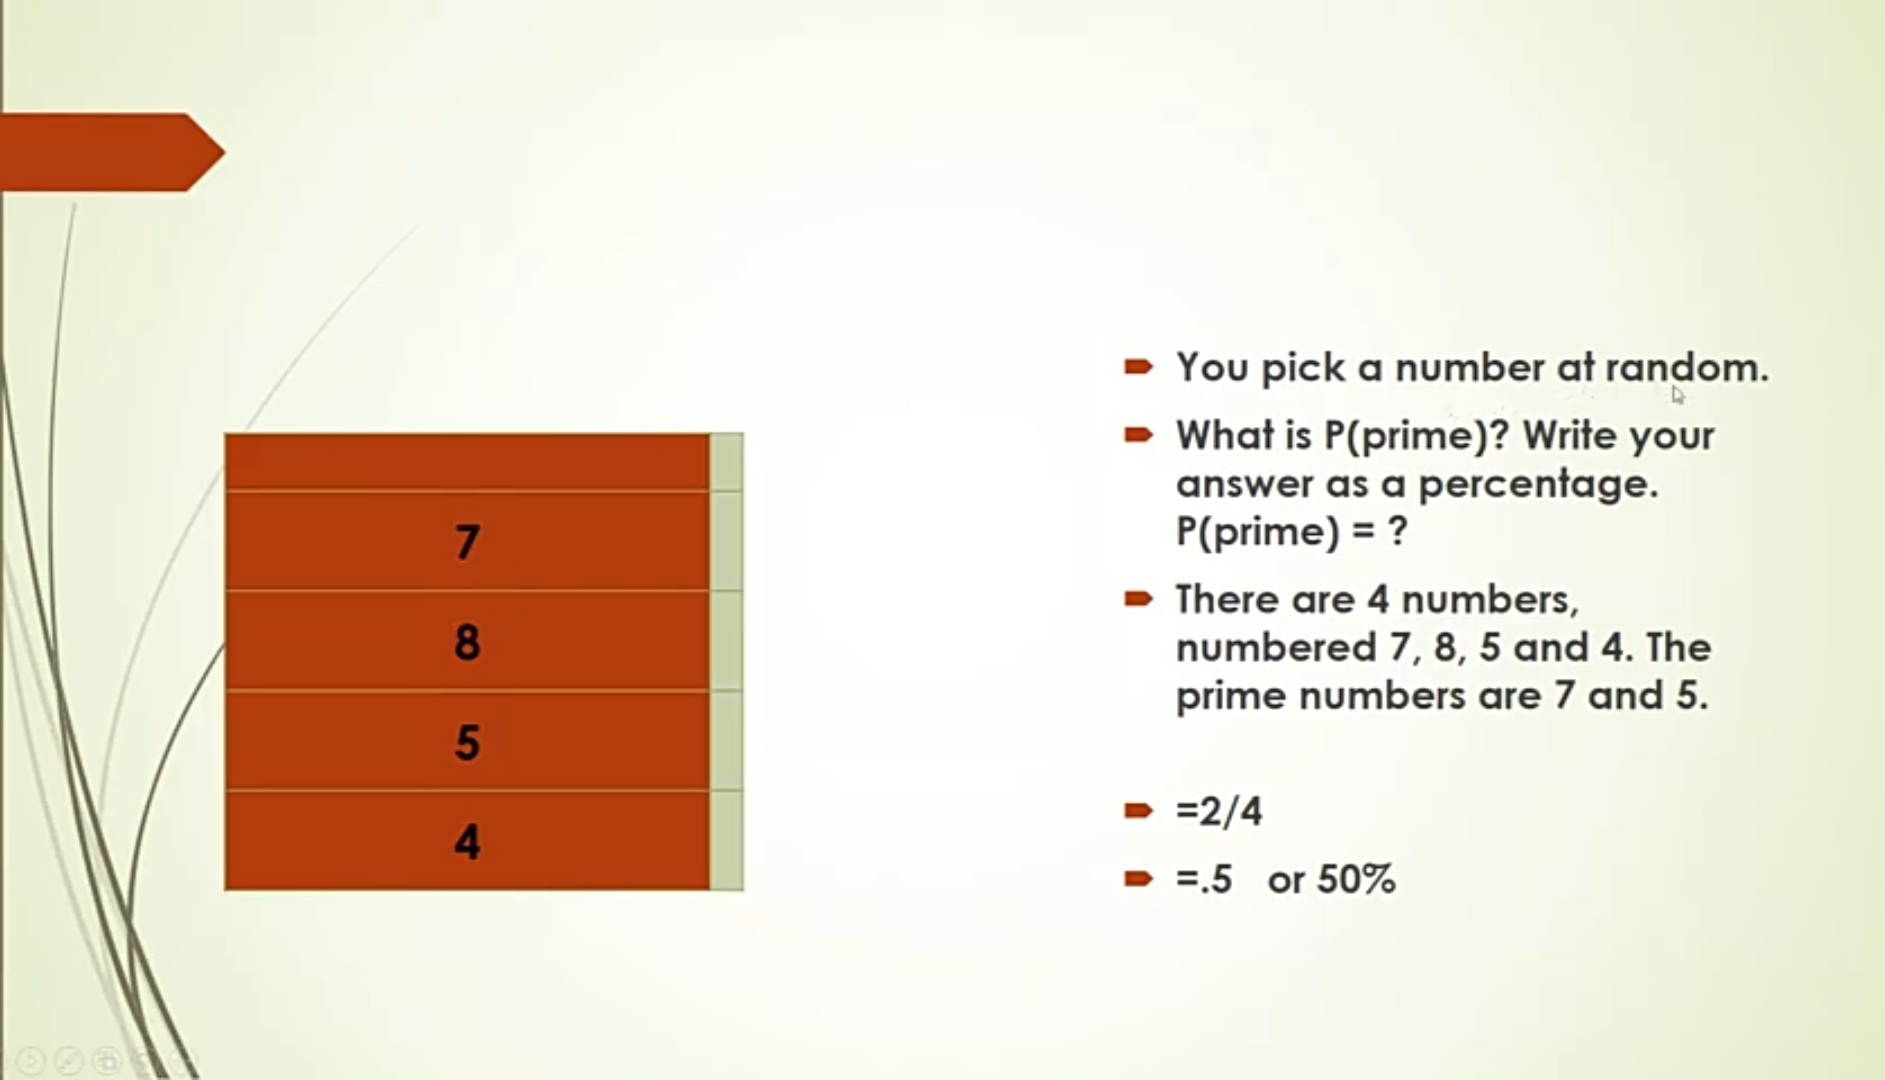 7
8
5
4
You pick a number at random.
What is P(prime)? Write your
answer as a percentage.
P(prime) = ?
There are 4 numbers,
numbered 7, 8, 5 and 4. The
prime numbers are 7 and 5.
=2/4
=.5 or 50%